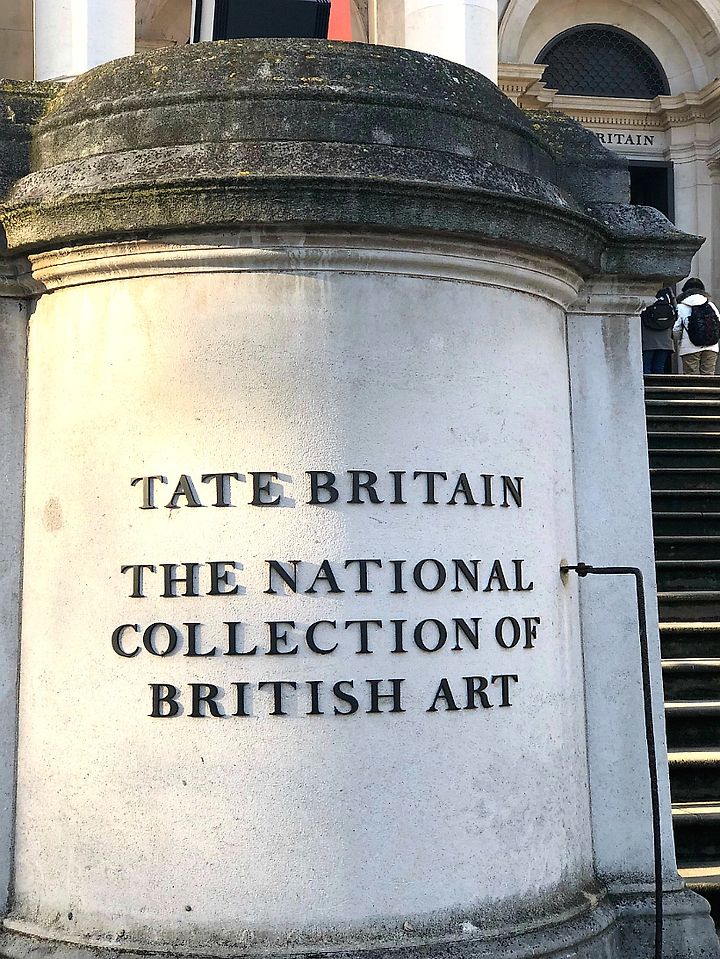 RITAIN
TATE BRITAIN
THE NATIONAL
COLLECTION OF
BRITISH ART